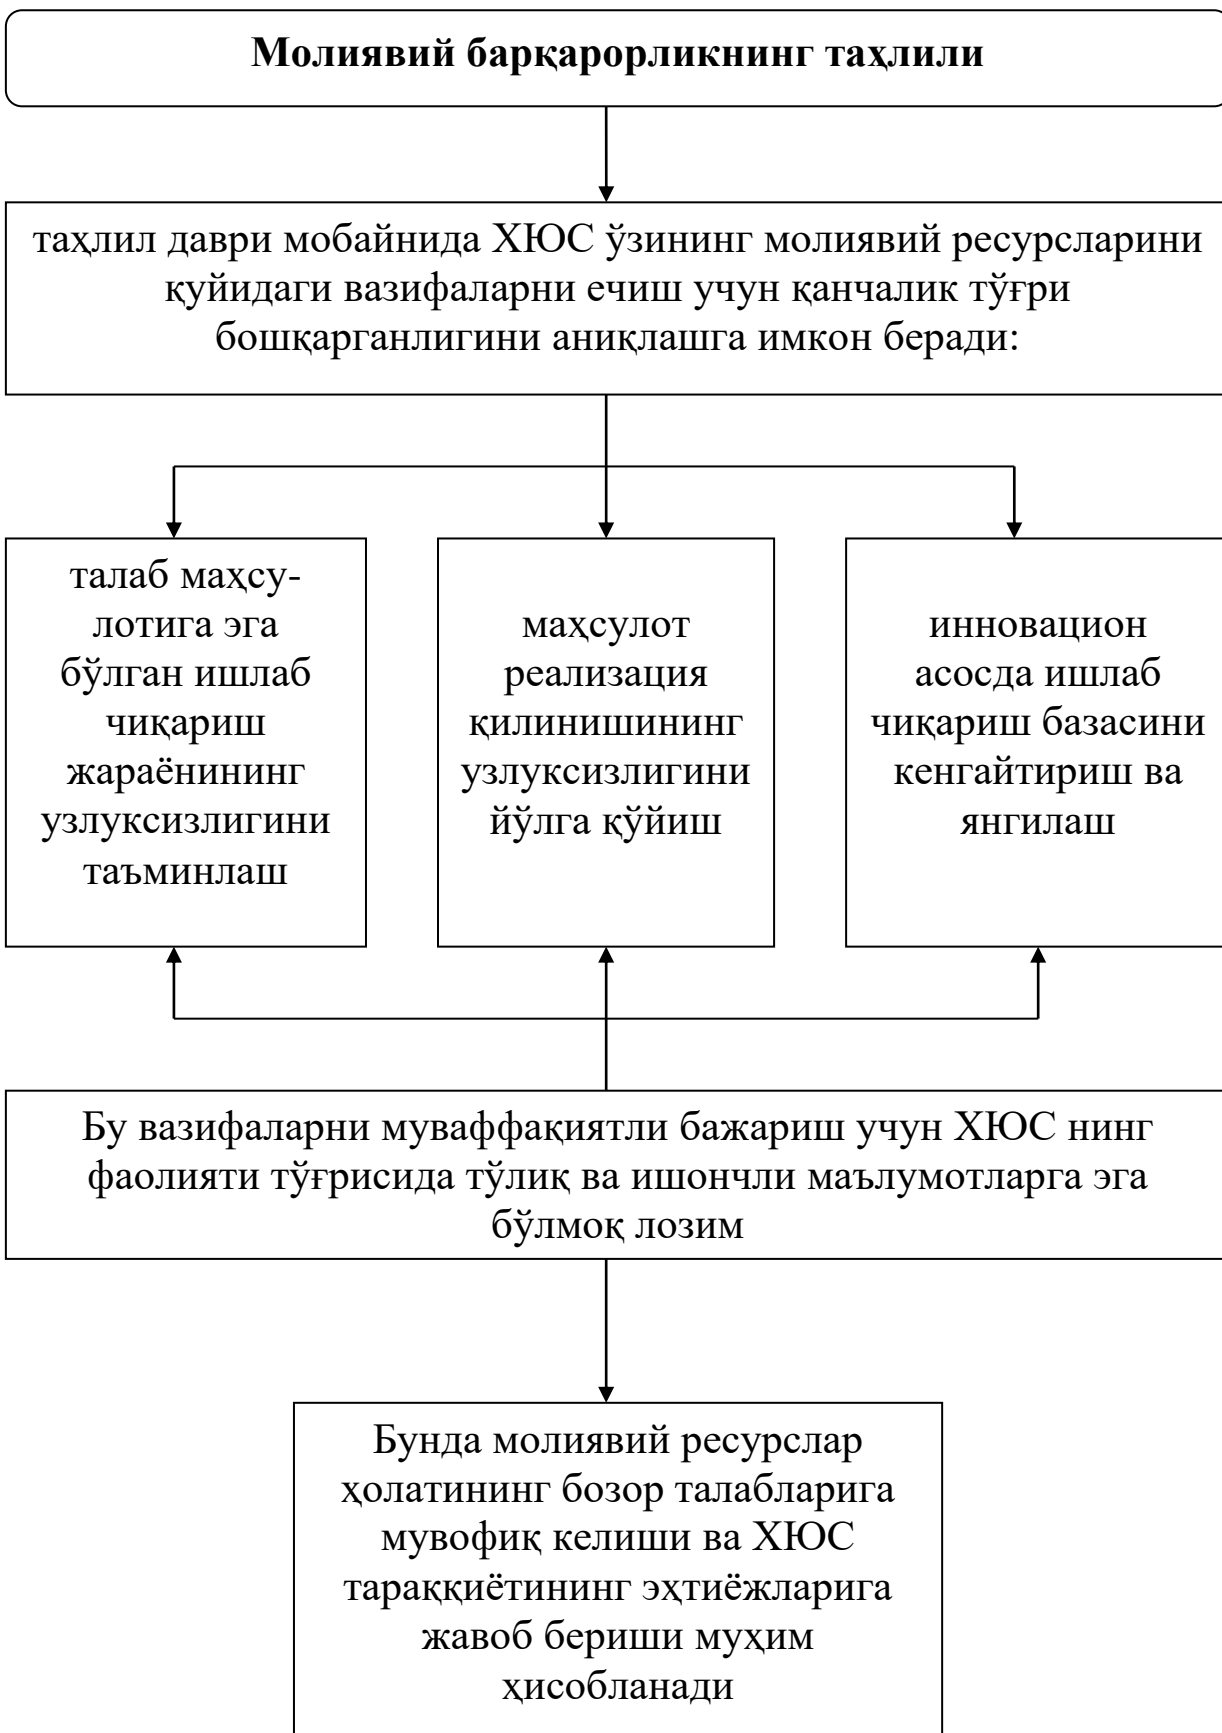 Молиявий барқарорликнинг таҳлили
таҳлил даври мобайнида ХЮС ўзининг молиявий ресурсларини
қуйидаги вазифаларни ечиш учун қанчалик тўғри
бошқарганлигини аниқлашга имкон беради:
талаб маҳсу-
лотига эга
бўлган ишлаб
чиқариш
жараёнининг
узлуксизлигини
таъминлаш
маҳсулот
реализация
қилинишининг
узлуксизлигини
йўлга қўйиш
инновацион
асосда ишлаб
чиқариш базасини
кенгайтириш ва
янгилаш
Бу вазифаларни муваффақиятли бажариш учун ХЮС нинг
фаолияти тўғрисида тўлиқ ва ишончли маълумотларга эга
бўлмоқ лозим
Бунда молиявий ресурслар
ҳолатининг бозор талабларига
мувофиқ келиши ва ХЮС
тараққиётининг эҳтиёжларига
жавоб бериши муҳим
ҳисобланади